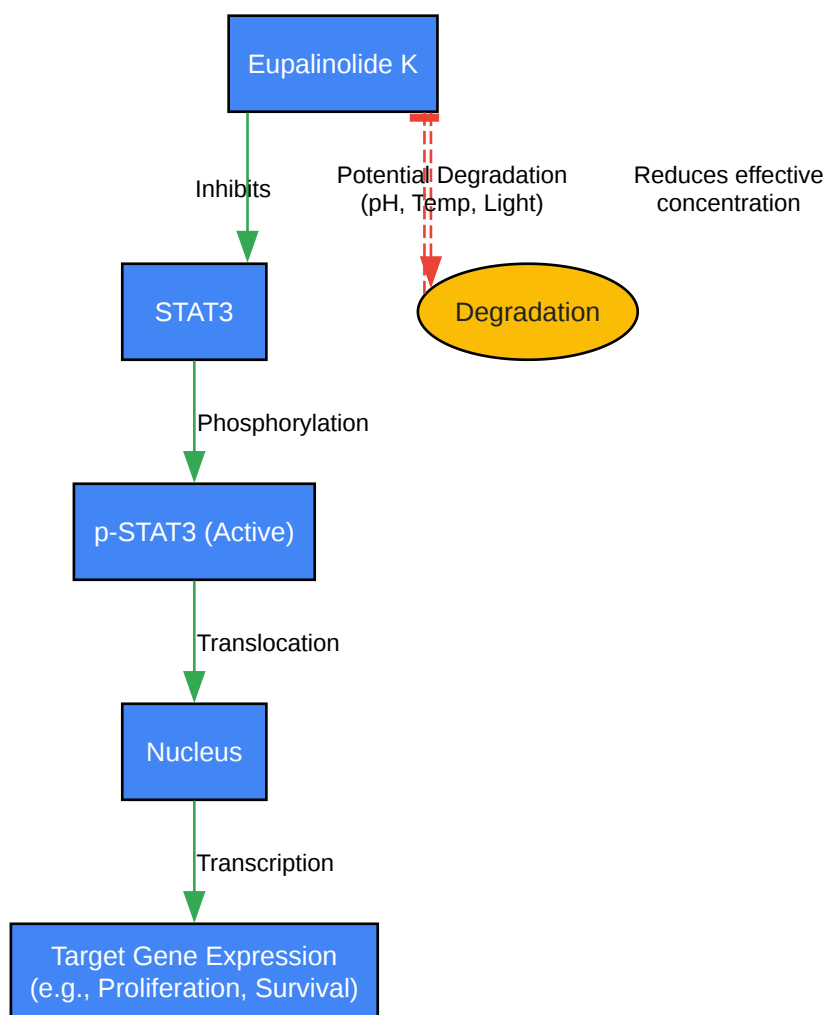 Eupalinolide K
Inhibits
Potential Degradation
(pH, Temp, Light)
Reduces effective
concentration
STAT3
Degradation
Phosphorylation
p-STAT3 (Active)
Translocation
Nucleus
Transcription
Target Gene Expression
(e.g., Proliferation, Survival)